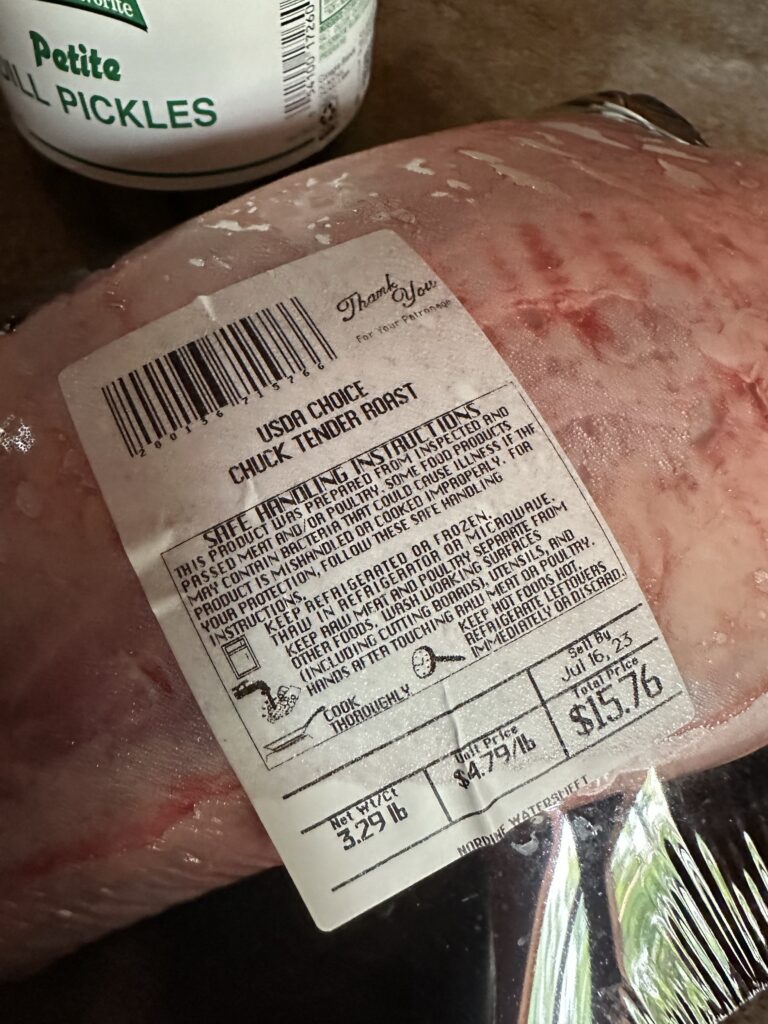 Petite
DILL PICKLES
Thank You
For Your Patronage
200156 715766
USDA CHOICE
CHUCK TENDER ROAST
SAFE HANDLING INSTRUCTIONS
THIS PRODUCT WAS PREPARED FROM INSPECTED AND
PASSED MEAT AND/OR POULTRY. SOME FOOD PRODUCTS
MAY CONTAIN BACTERIA THAT COULD CAUSE ILLNESS IF THE
PRODUCT IS MISHANDLED OR COOKED IMPROPERLY. FOR
YOUR PROTECTION, FOLLOW THESE SAFE HANDLING
INSTRUCTIONS.
KEEP REFRIGERATED OR FROZEN.
THAW IN REFRIGERATOR OR MICROWAVE.
KEEP RAW MEAT AND POULTRY SEPARATE FROM
OTHER FOODS. WASH WORKING SURFACES
(INCLUDING CUTTING BOARDS), UTENSILS, AND
HANDS AFTER TOUCHING RAW MEAT OR POULTRY.
KEEP HOT FOODS HOT.
REFRIGERATE LEFTOVERS
IMMEDIATELY OR DISCARD.
COOK
THOROUGHLY
Sell By
Jul 16, 23
Net Wt/Ct
3.29 lb
Unit Price
$4.79/lb
Total Price
$15.76